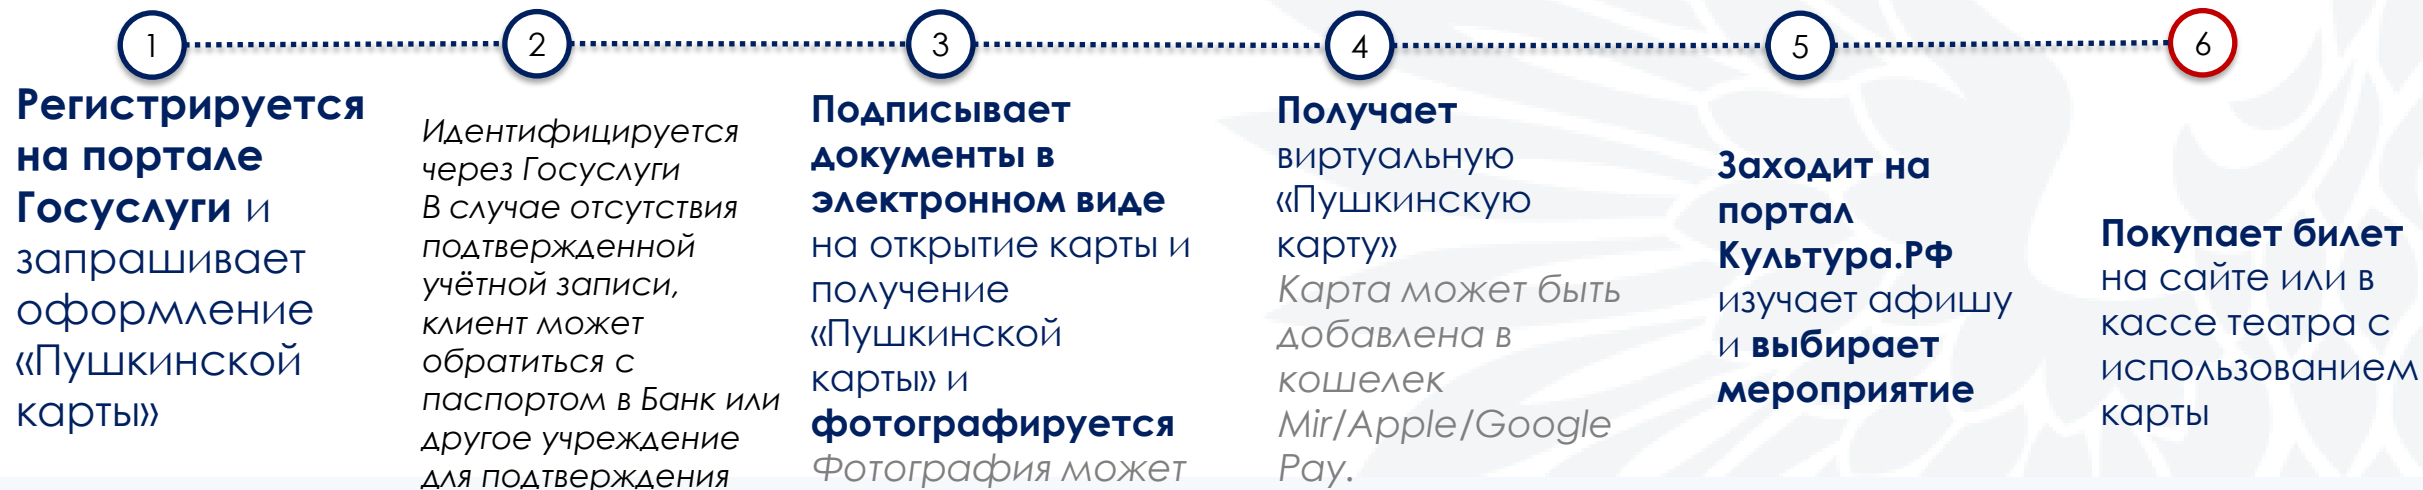 1
Регистрируется
на портале
Госуслуги и
запрашивает
оформление
«Пушкинской
карты»
2
Идентифицируется
через Госуслуги
В случае отсутствия
подтвержденной
учётной записи,
клиент может
обратиться с
паспортом в Банк или
другое учреждение
для подтверждения
3
Подписывает
документы в
электронном виде
на открытие карты и
получение
«Пушкинской
карты» и
фотографируется
Фотография может
4
Получает
виртуальную
«Пушкинскую
карту»
Карта может быть
добавлена в
кошелек
Mir/Apple/Google
Pay.
5
Заходит на
портал
Культура.РФ
изучает афишу
и выбирает
мероприятие
6
Покупает билет
на сайте или в
кассе театра с
использованием
карты